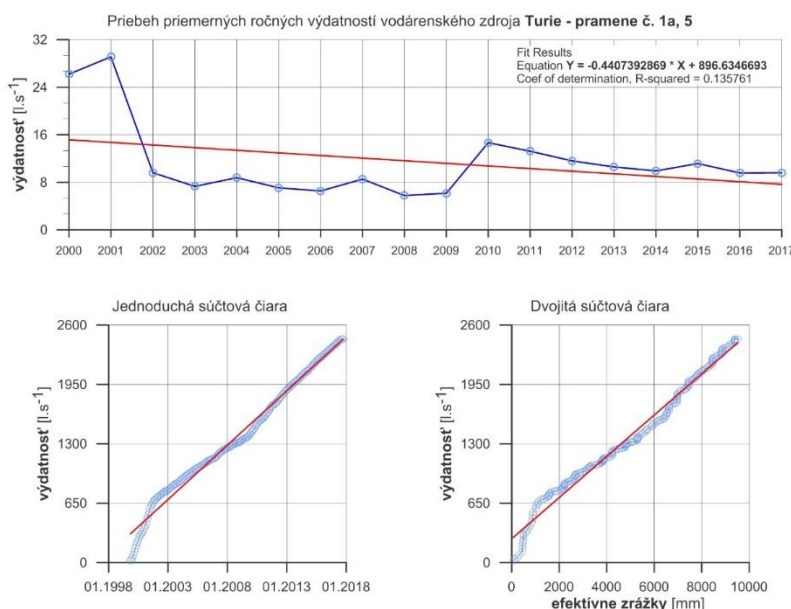 Priebeh priemerných ročných výdatností vodárenského zdroja Turie - pramene č. 1a, 5
Fit Results
Equation Y = -0.4407392869 * X + 896.6346693
Coef of determination, R-squared = 0.135761
výdatnosť [l.s-1]
32
24
16
8
0
2000 2001 2002 2003 2004 2005 2006 2007 2008 2009 2010 2011 2012 2013 2014 2015 2016 2017
Jednoduchá súčtová čiara
výdatnosť [l.s-1]
2600
1950
1300
650
0
01.1998 01.2003 01.2008 01.2013 01.2018
Dvojitá súčtová čiara
výdatnosť [l.s-1]
2600
1950
1300
650
0
0 2000 4000 6000 8000 10000
efektívne zrážky [mm]